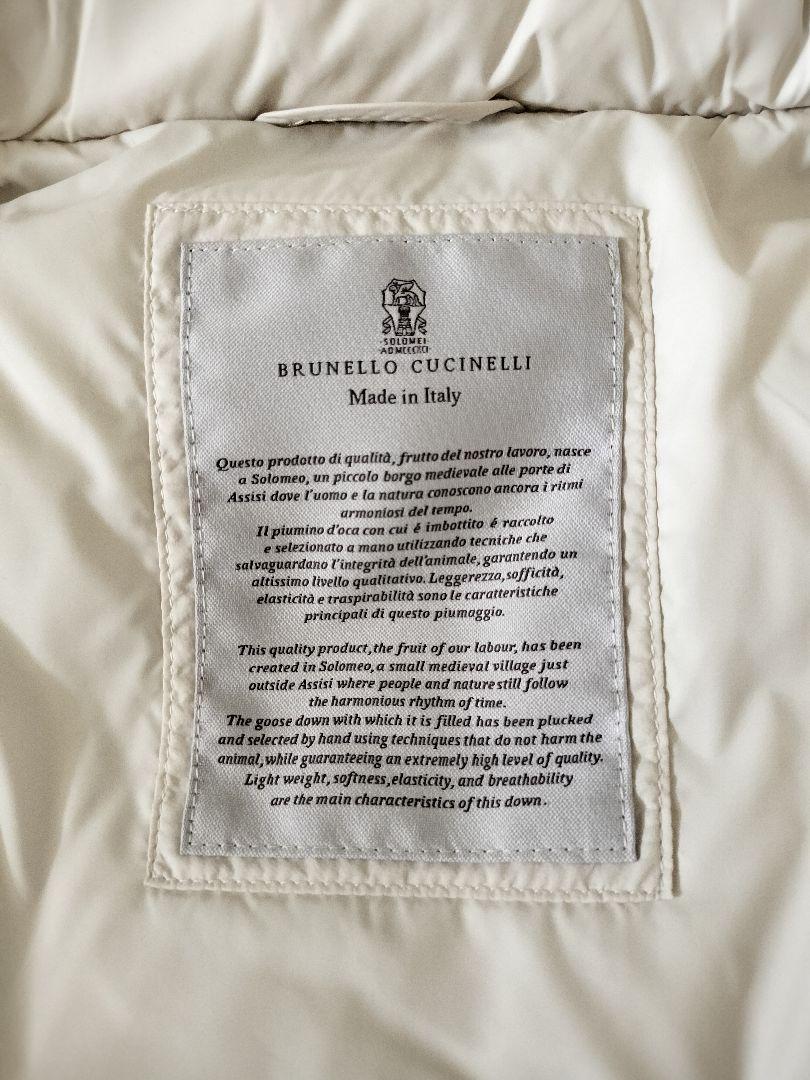 ·SOLOMEI·
BRUNELLO CUCINELLI
Made in Italy
Questo prodotto di qualità, frutto del nostro lavoro, nasce
a Solomeo, un piccolo borgo medievale alle porte di
Assisi dove l'uomo e la natura conoscono ancora i ritmi
armoniosi del tempo.
Il piumino d'oca con cui é imbottito é raccolto
e selezionato a mano utilizzando tecniche che
salvaguardano l'integrità dell'animale, garantendo un
altissimo livello qualitativo. Leggerezza, sofficità,
elasticità e traspirabilità sono le caratteristiche
principali di questo piumaggio.
This quality product, the fruit of our labour, has been
created in Solomeo, a small medieval village just
outside Assisi where people and nature still follow
the harmonious rhythm of time.
The goose down with which it is filled has been plucked
and selected by hand using techniques that do not harm the
animal, while guaranteeing an extremely high level of quality.
Light weight, softness, elasticity, and breathability
are the main characteristics of this down.